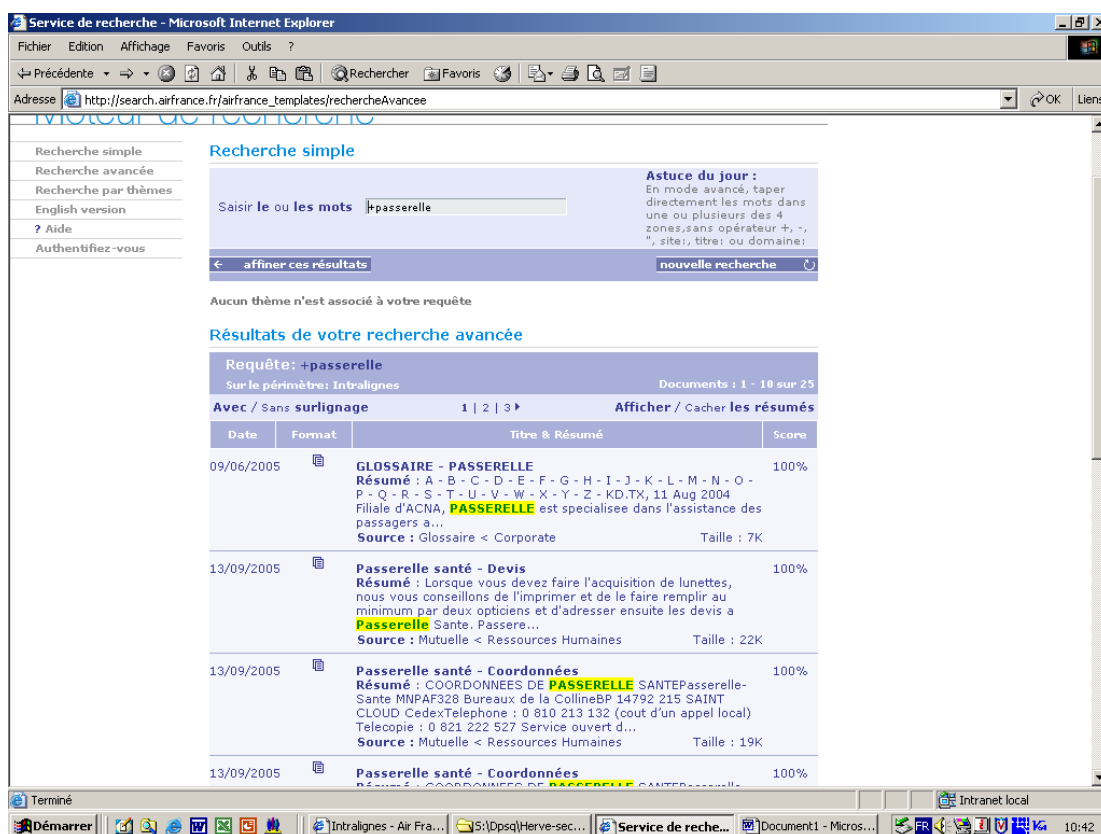 Service de recherche - Microsoft Internet Explorer
Fichier Edition Affichage Favoris Outils ?
Précédente Rechercher Favoris
Adresse http://search.airfrance.fr/airfrance_templates/rechercheAvancee OK Liens
Moteur de recherche
Recherche simple
Recherche avancée
Recherche par thèmes
English version
? Aide
Authentifiez-vous
Recherche simple
Saisir le ou les mots +passerelle
Astuce du jour :
En mode avancé, taper
directement les mots dans
une ou plusieurs des 4
zones,sans opérateur +, -,
", site:, titre: ou domaine:
← affiner ces résultats nouvelle recherche
Aucun thème n'est associé à votre requête
Résultats de votre recherche avancée
Requête: +passerelle
Sur le périmètre: Intralignes Documents : 1 - 10 sur 25
Avec / Sans surlignage 1 | 2 | 3 Afficher / Cacher les résumés
Date Format Titre & Résumé Score
09/06/2005 GLOSSAIRE - PASSERELLE 100%
Résumé : A - B - C - D - E - F - G - H - I - J - K - L - M - N - O -
P - Q - R - S - T - U - V - W - X - Y - Z - KD.TX, 11 Aug 2004
Filiale d'ACNA, PASSERELLE est specialisee dans l'assistance des
passagers a...
Source : Glossaire < Corporate Taille : 7K
13/09/2005 Passerelle santé - Devis 100%
Résumé : Lorsque vous devez faire l'acquisition de lunettes,
nous vous conseillons de l'imprimer et de le faire remplir au
minimum par deux opticiens et d'adresser ensuite les devis a
Passerelle Sante. Passere...
Source : Mutuelle < Ressources Humaines Taille : 22K
13/09/2005 Passerelle santé - Coordonnées 100%
Résumé : COORDONNEES DE PASSERELLE SANTEPasserelle-
Sante MNPAF328 Bureaux de la CollineBP 14792 215 SAINT
CLOUD CedexTelephone : 0 810 213 132 (cout d'un appel local)
Telecopie : 0 821 222 527 Service ouvert d...
Source : Mutuelle < Ressources Humaines Taille : 19K
13/09/2005 Passerelle santé - Coordonnées 100%
Résumé : COORDONNEES DE PASSERELLE SANTEPasserelle-
Terminé Intranet local
Démarrer Intralignes - Air Fra... S:\Dpsq\Herve-sec... Service de reche... Document1 - Micros... FR 10:42